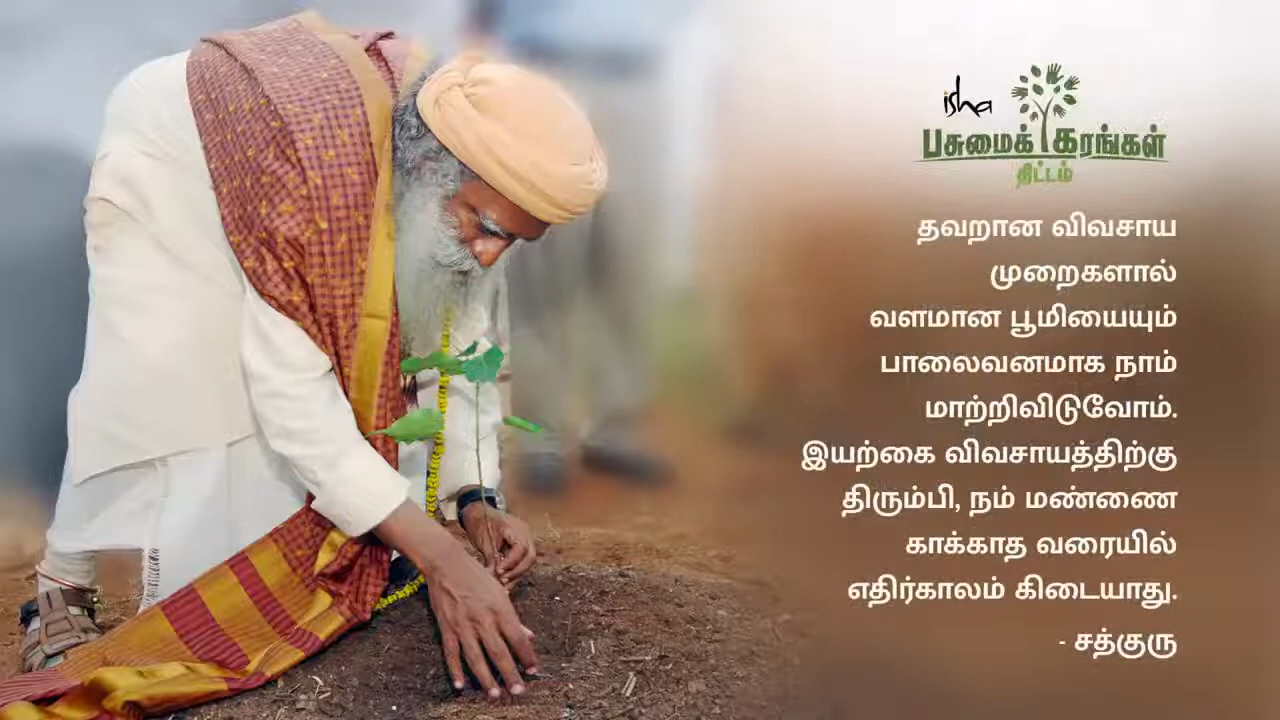 isha
பசுமைக் கரங்கள்
திட்டம்
தவறான விவசாய
முறைகளால்
வளமான பூமியையும்
பாலைவனமாக நாம்
மாற்றிவிடுவோம்.
இயற்கை விவசாயத்திற்கு
திரும்பி, நம் மண்ணை
காக்காத வரையில்
எதிர்காலம் கிடையாது.
- சத்குரு